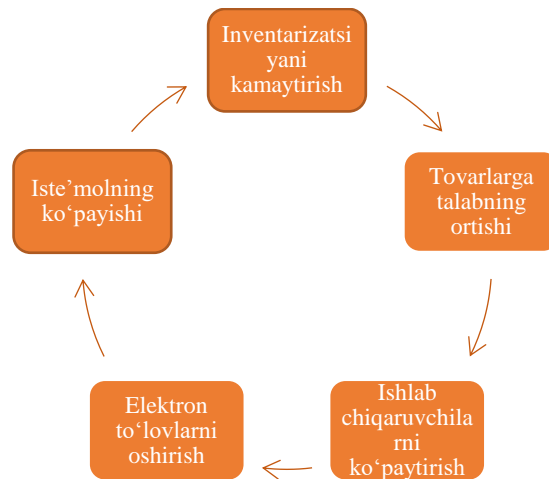 Inventarizatsi
yani
kamaytirish
Tovarlarga
talabning
ortishi
Ishlab
chiqaruvchila
rni
ko‘paytirish
Elektron
to‘lovlarni
oshirish
Iste’molning
ko‘payishi